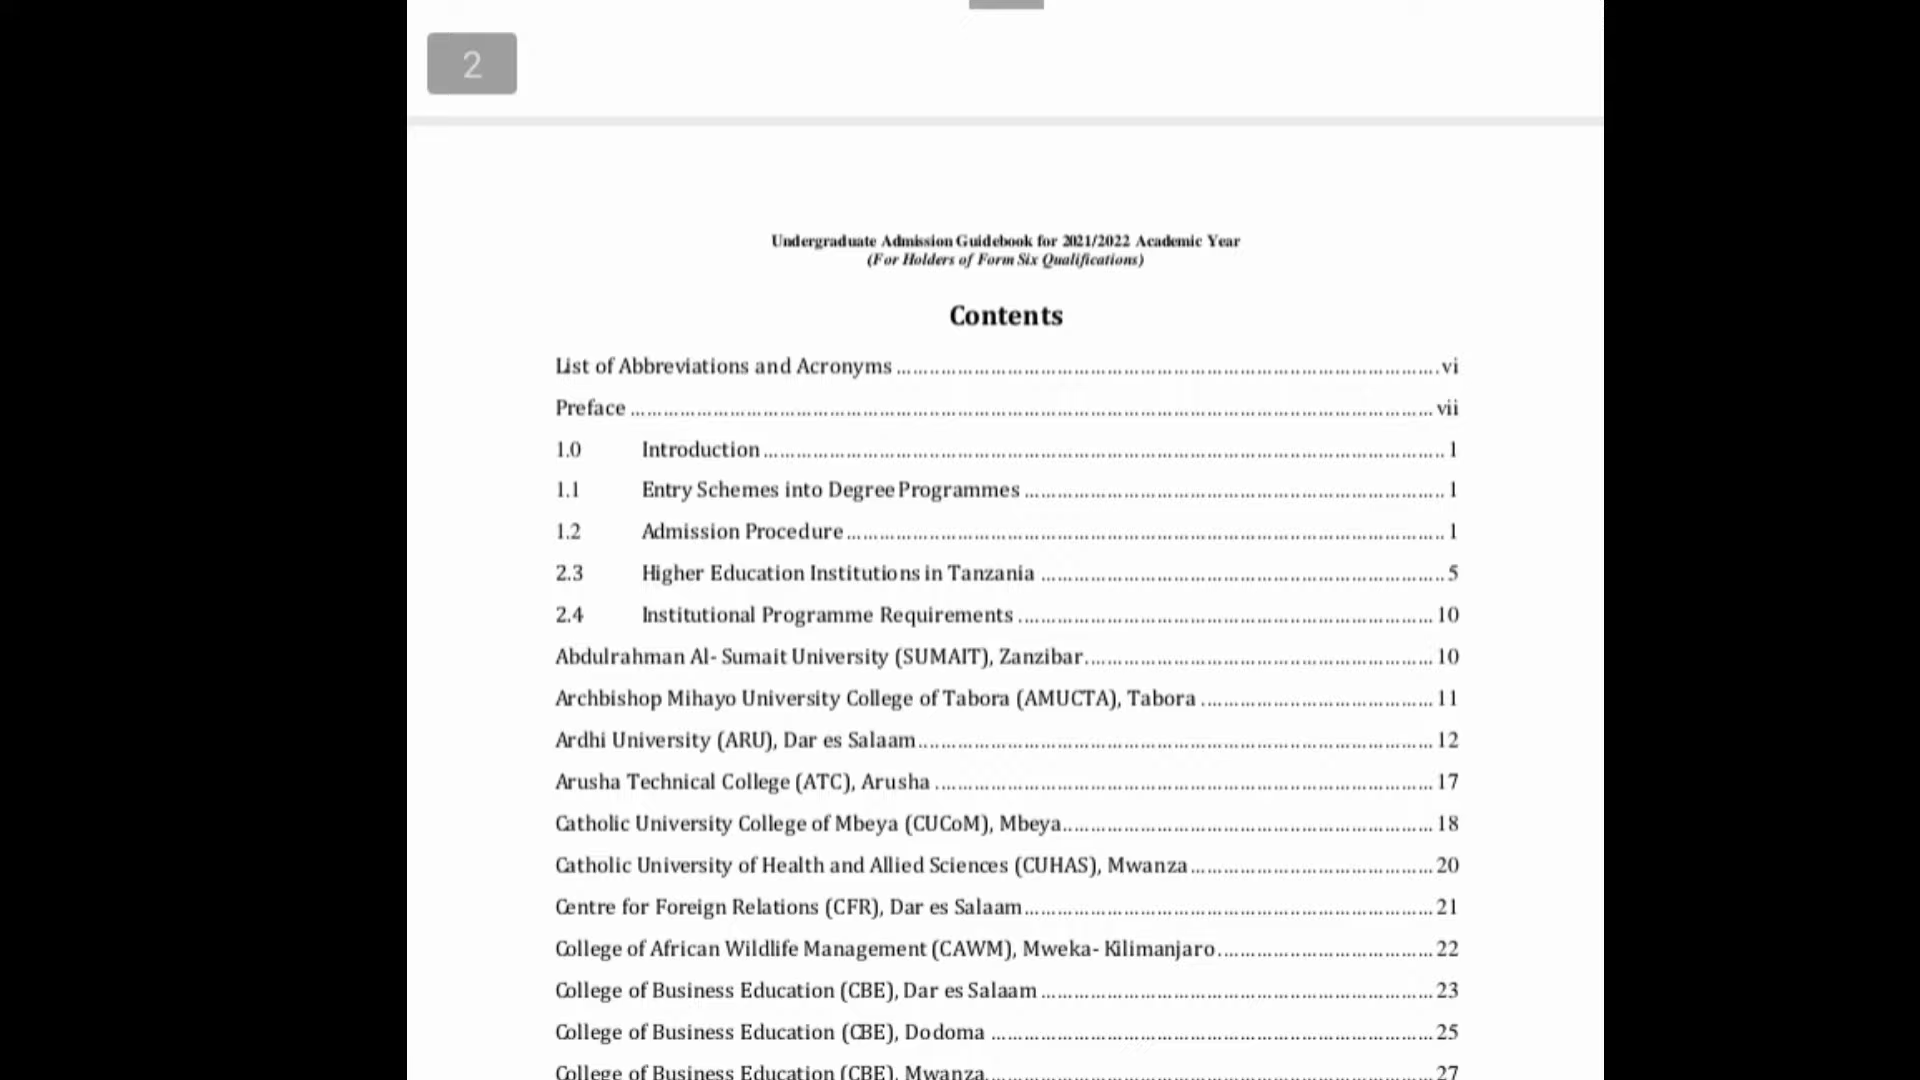 2
Undergraduate Admission Guidebook for 2021/2022 Academic Year
(For Holders of Form Six Qualifications)
Contents
List of Abbreviations and Acronyms ........ vi
Preface ........ vii
1.0 Introduction ........ 1
1.1 Entry Schemes into Degree Programmes ........ 1
1.2 Admission Procedure ........ 1
2.3 Higher Education Institutions in Tanzania ........ 5
2.4 Institutional Programme Requirements ........ 10
Abdulrahman Al- Sumait University (SUMAIT), Zanzibar ........ 10
Archbishop Mihayo University College of Tabora (AMUCTA), Tabora ........ 11
Ardhi University (ARU), Dar es Salaam ........ 12
Arusha Technical College (ATC), Arusha ........ 17
Catholic University College of Mbeya (CUCoM), Mbeya ........ 18
Catholic University of Health and Allied Sciences (CUHAS), Mwanza ........ 20
Centre for Foreign Relations (CFR), Dar es Salaam ........ 21
College of African Wildlife Management (CAWM), Mweka- Kilimanjaro ........ 22
College of Business Education (CBE), Dar es Salaam ........ 23
College of Business Education (CBE), Dodoma ........ 25
College of Business Education (CBE), Mwanza ........ 27